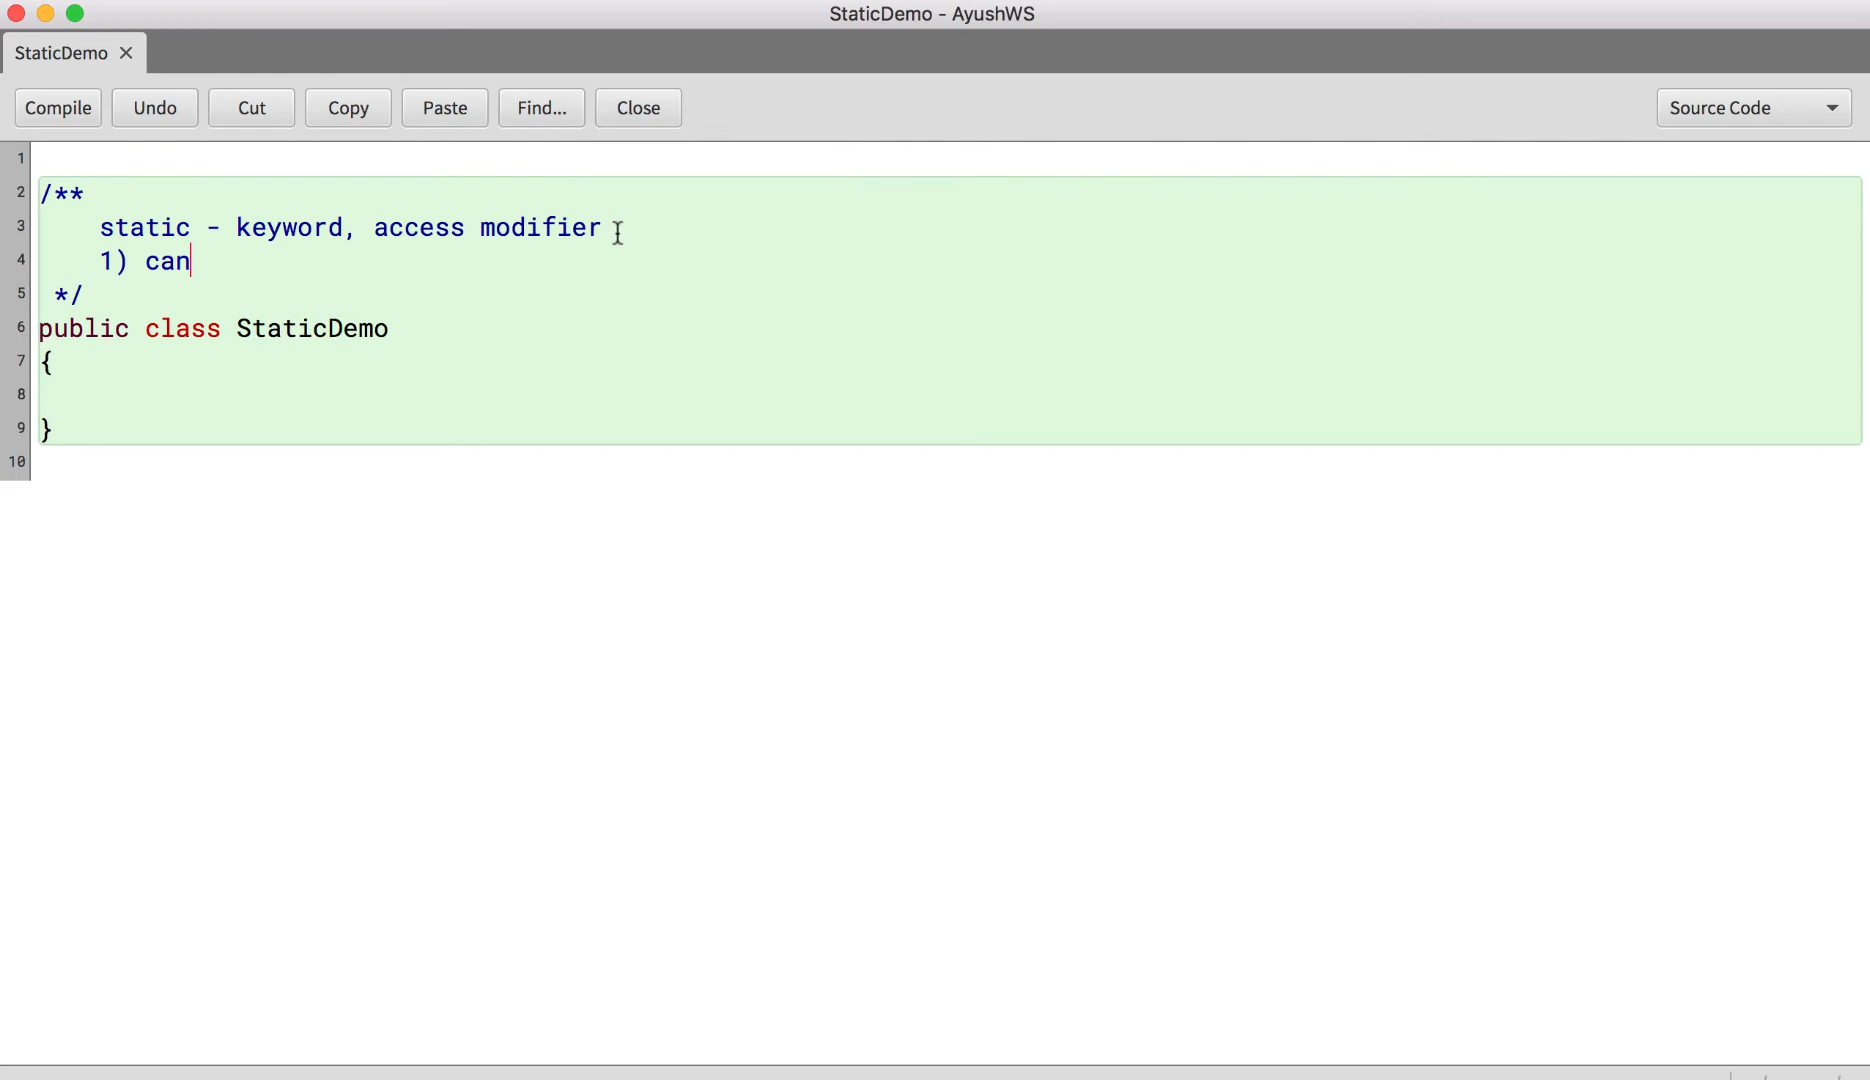 StaticDemo - AyushWS
StaticDemo ×
Compile Undo Cut Copy Paste Find... Close Source Code
1
2 /**
3 static - keyword, access modifier
4 1) can
5 */
6 public class StaticDemo
7 {
8
9 }
10